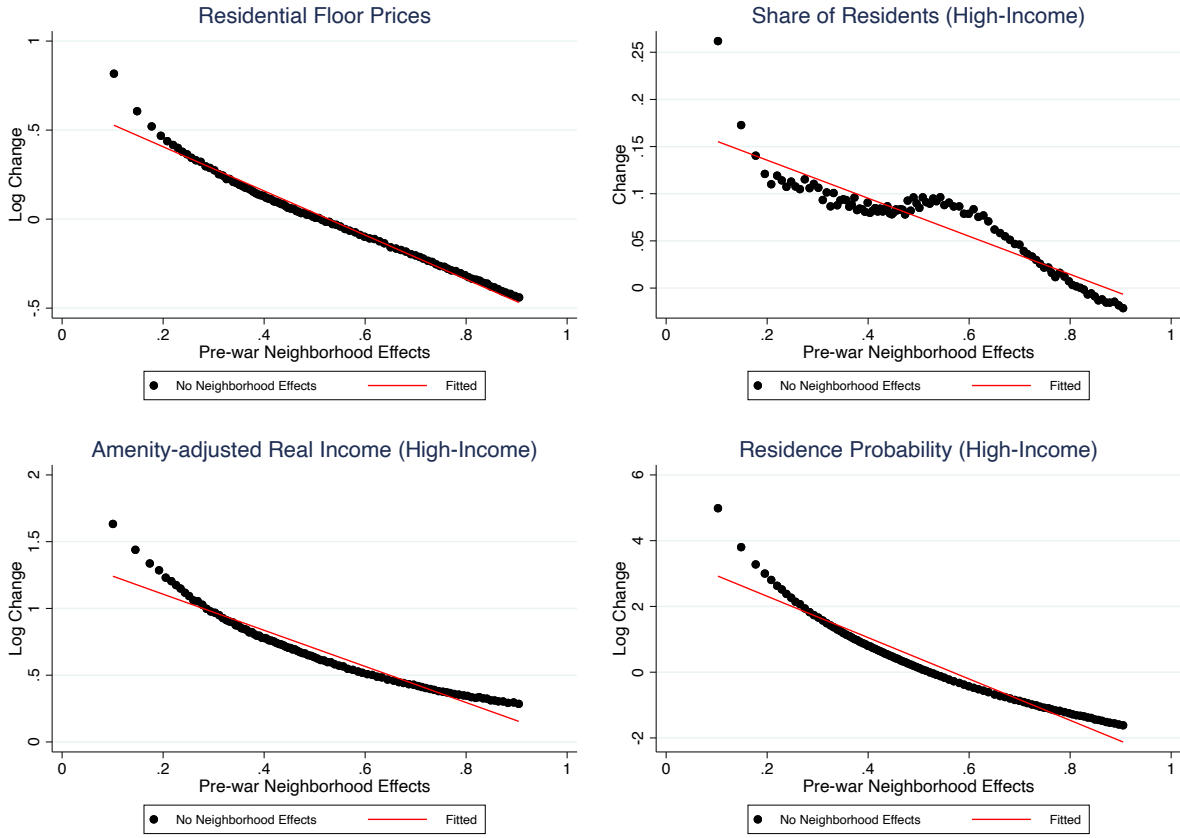 Residential Floor Prices
Log Change
1
.5
0
-.5
0 .2 .4 .6 .8 1
Pre-war Neighborhood Effects
No Neighborhood Effects Fitted
Share of Residents (High-Income)
Change
.25
.2
.15
.1
.05
0
0 .2 .4 .6 .8 1
Pre-war Neighborhood Effects
No Neighborhood Effects Fitted
Amenity-adjusted Real Income (High-Income)
Log Change
2
1.5
1
.5
0
0 .2 .4 .6 .8 1
Pre-war Neighborhood Effects
No Neighborhood Effects Fitted
Residence Probability (High-Income)
Log Change
6
4
2
0
-2
0 .2 .4 .6 .8 1
Pre-war Neighborhood Effects
No Neighborhood Effects Fitted